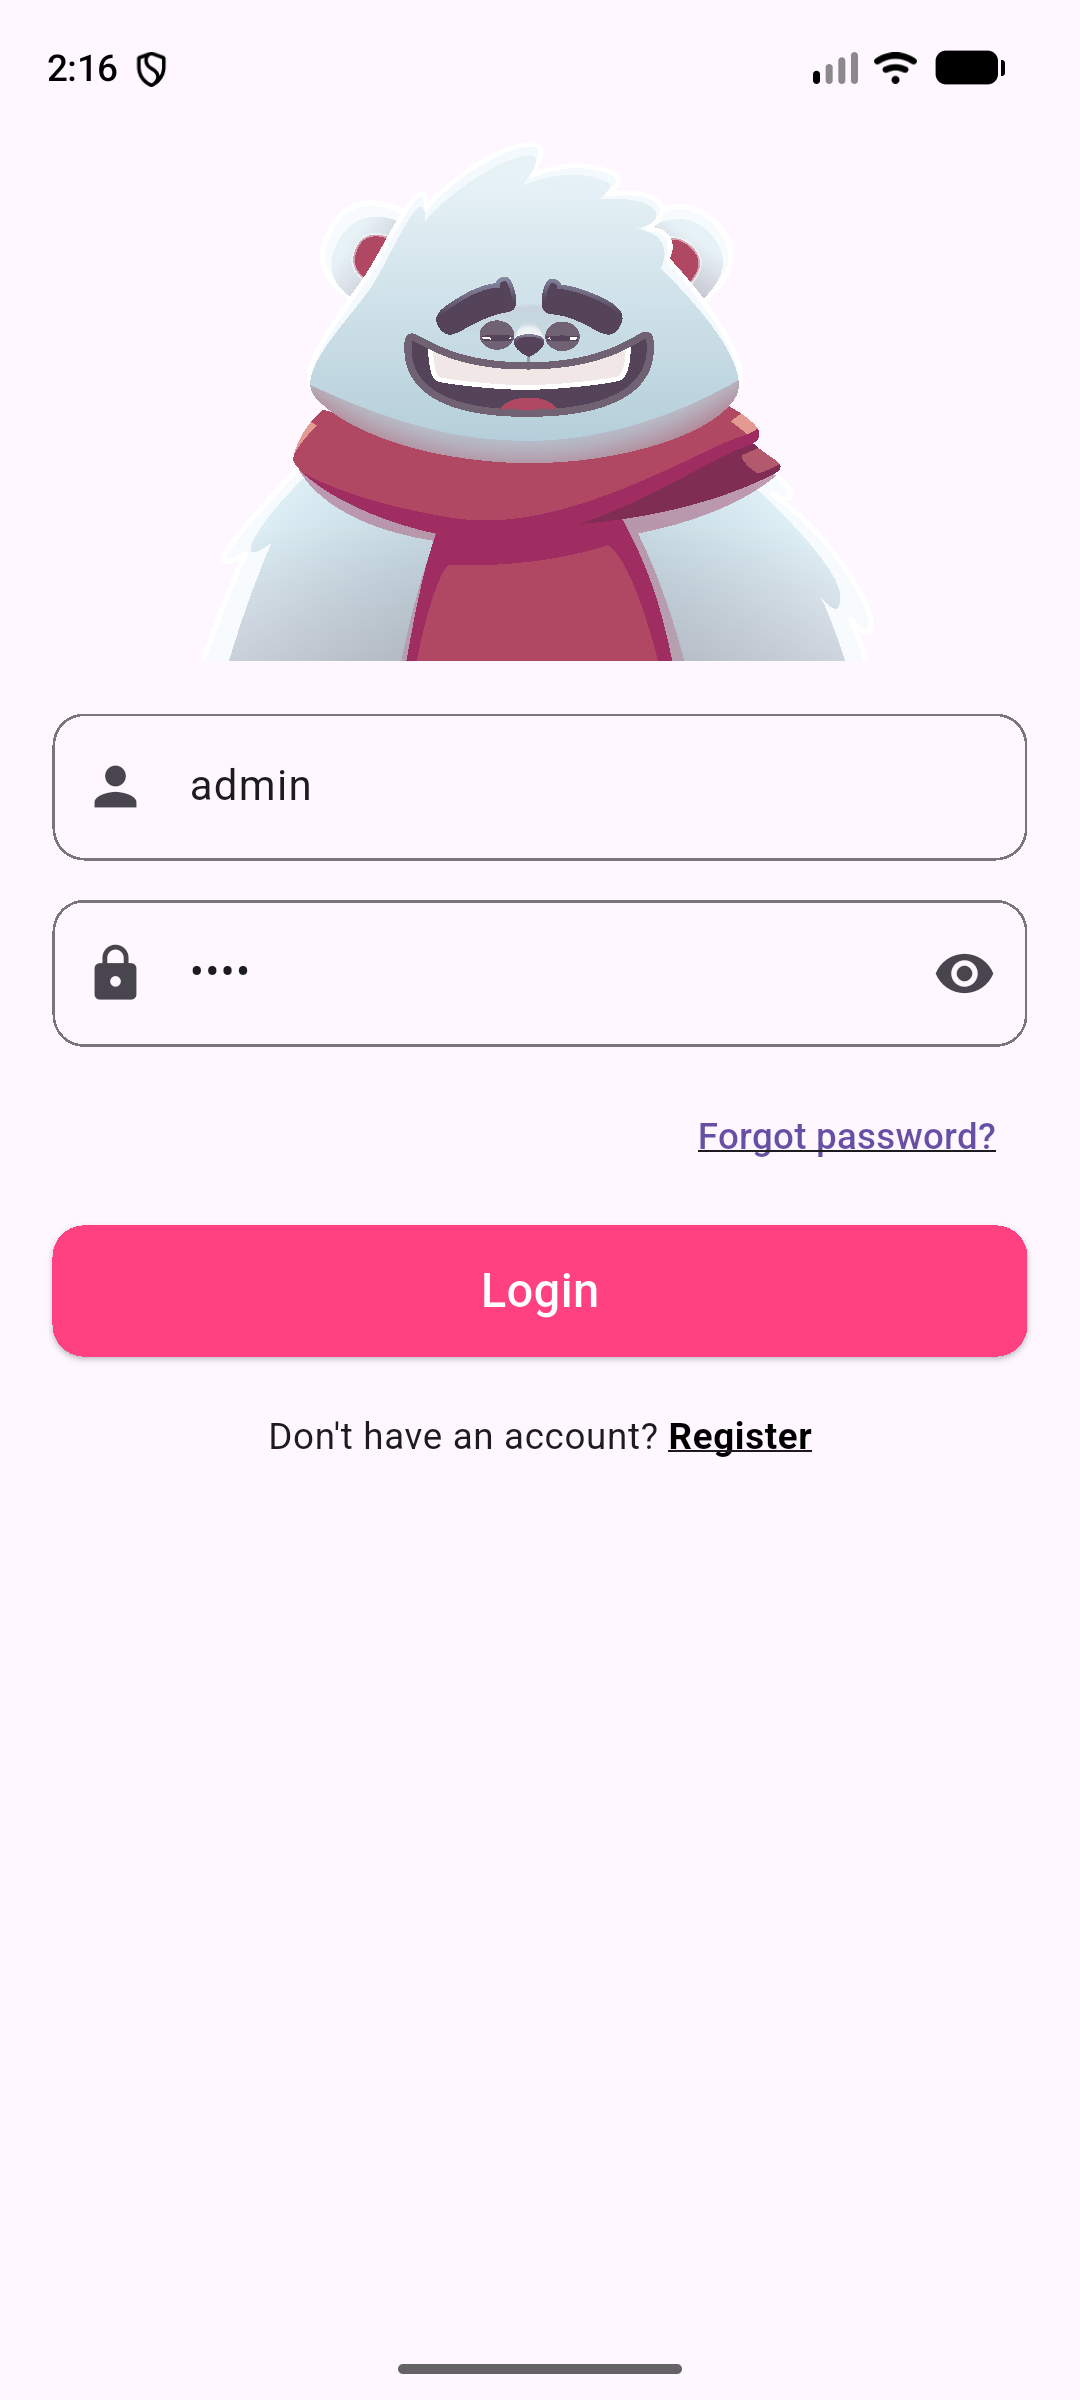 2:16
admin
••••
Forgot password?
Login
Don't have an account? Register